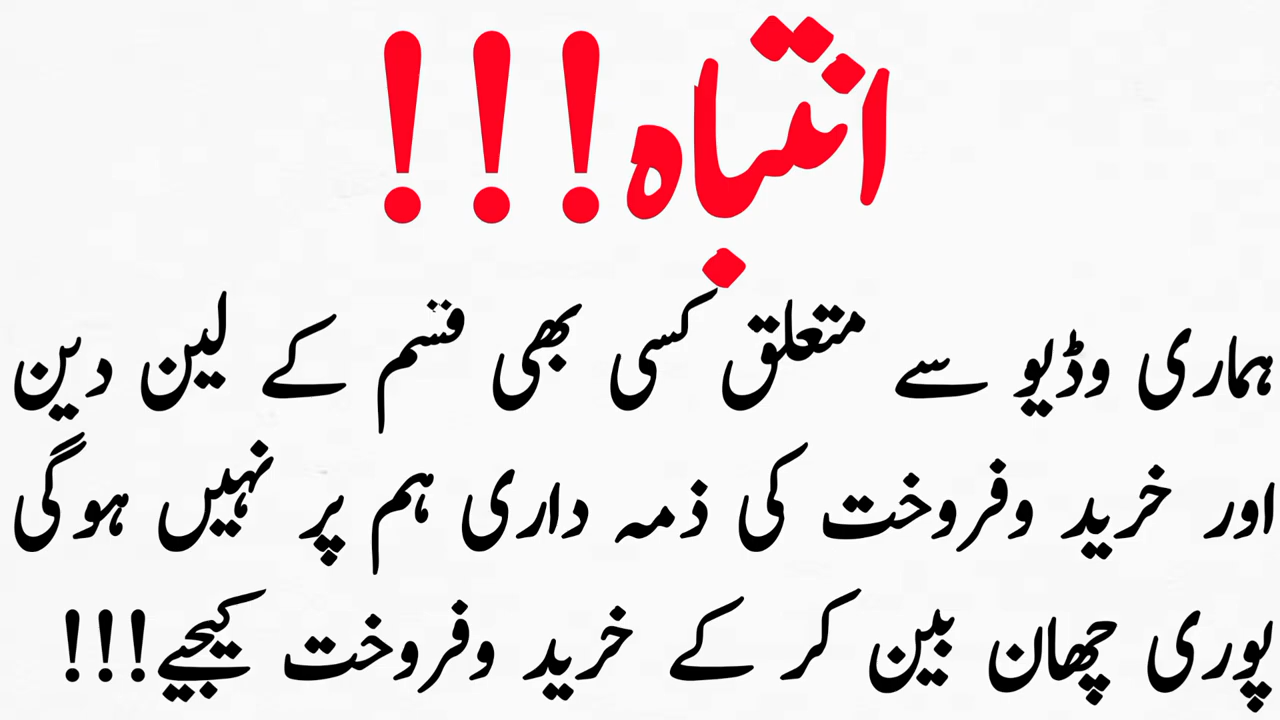 انتباہ!!!
ہماری وڈیو سے متعلق کسی بھی قسم کے لین دین
اور خرید وفروخت کی ذمہ داری ہم پر نہیں ہوگی
پوری چھان بین کر کے خرید وفروخت کیجیے!!!